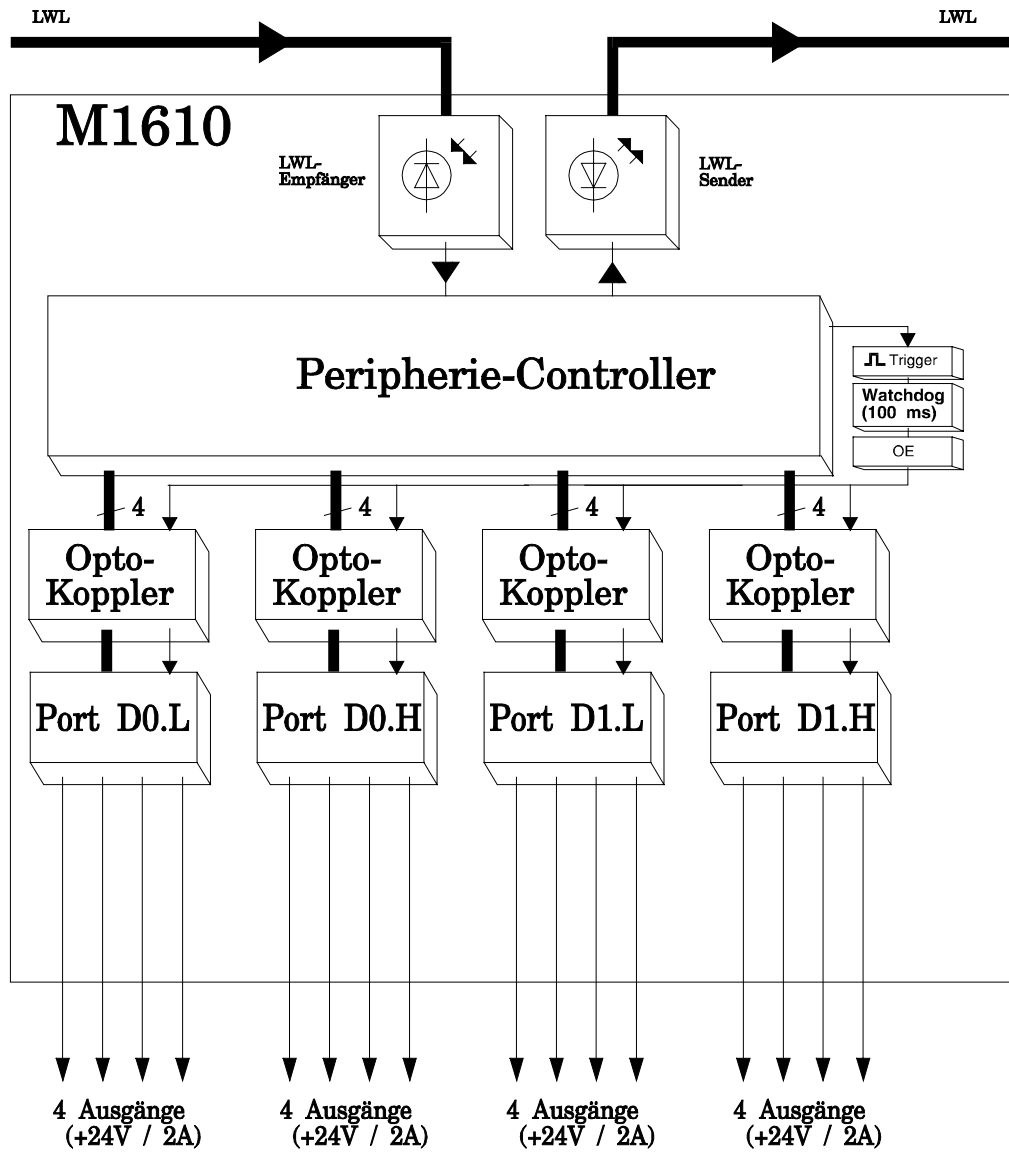 LWL
LWL
M1610
LWL-
Empfänger
LWL-
Sender
Peripherie-Controller
Trigger
Watchdog
(100 ms)
OE
4
4
4
4
Opto-
Koppler
Opto-
Koppler
Opto-
Koppler
Opto-
Koppler
Port D0.L
Port D0.H
Port D1.L
Port D1.H
4 Ausgänge
(+24V / 2A)
4 Ausgänge
(+24V / 2A)
4 Ausgänge
(+24V / 2A)
4 Ausgänge
(+24V / 2A)